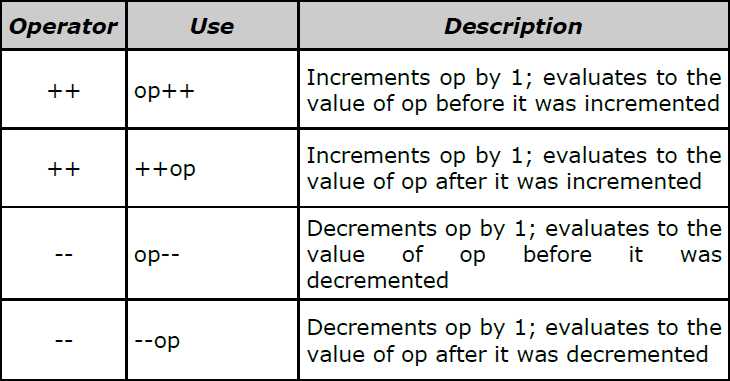 Operator Use Description
++ op++ Increments op by 1; evaluates to the
value of op before it was incremented
++ ++op Increments op by 1; evaluates to the
value of op after it was incremented
-- op-- Decrements op by 1; evaluates to the
value of op before it was
decremented
-- --op Decrements op by 1; evaluates to the
value of op after it was decremented